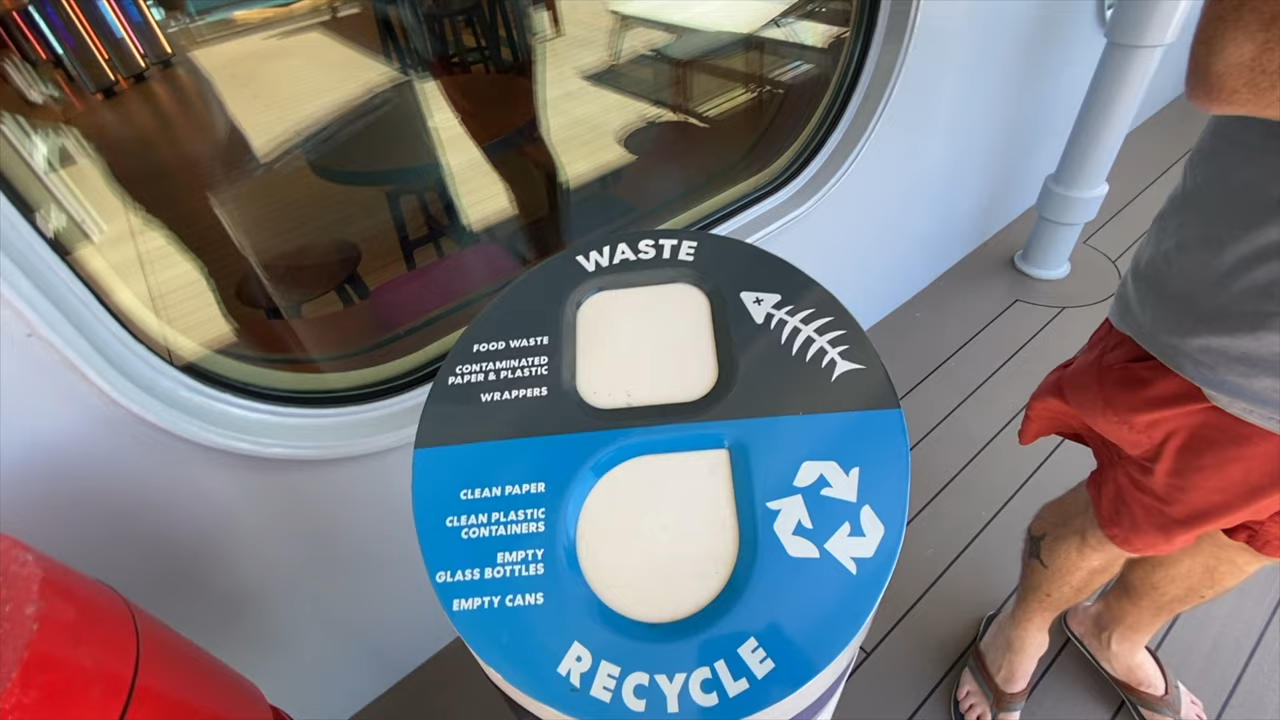 WASTE
FOOD WASTE
CONTAMINATED
PAPER & PLASTIC
WRAPPERS
CLEAN PAPER
CLEAN PLASTIC
CONTAINERS
EMPTY
GLASS BOTTLES
EMPTY CANS
RECYCLE